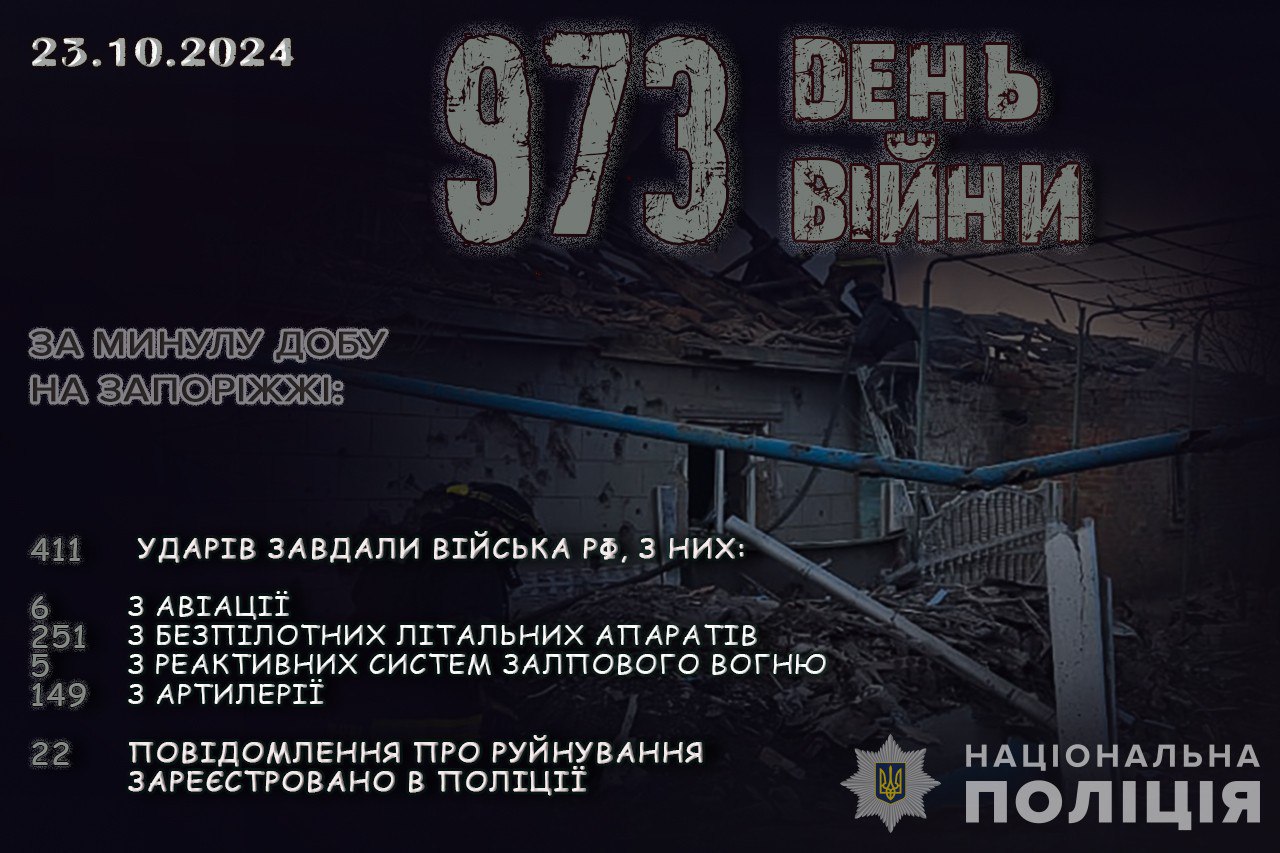 23.10.2024
973 ДЕНЬ
ВІЙНИ
ЗА МИНУЛУ ДОБУ
НА ЗАПОРІЖЖІ:
411 УДАРІВ ЗАВДАЛИ ВІЙСЬКА РФ, З НИХ:
6 З АВІАЦІЇ
251 З БЕЗПІЛОТНИХ ЛІТАЛЬНИХ АПАРАТІВ
5 З РЕАКТИВНИХ СИСТЕМ ЗАЛПОВОГО ВОГНЮ
149 З АРТИЛЕРІЇ
22 ПОВІДОМЛЕННЯ ПРО РУЙНУВАННЯ
ЗАРЕЄСТРОВАНО В ПОЛІЦІЇ
НАЦІОНАЛЬНА
ПОЛІЦІЯ